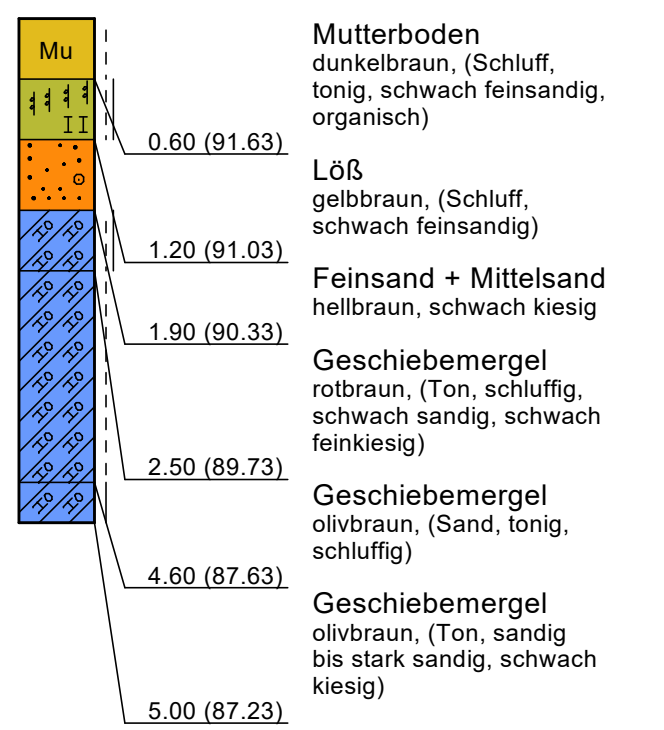 Mu
Mutterboden
dunkelbraun, (Schluff,
tonig, schwach feinsandig,
organisch)
0.60 (91.63)
Löß
gelbbraun, (Schluff,
schwach feinsandig)
1.20 (91.03)
Feinsand + Mittelsand
hellbraun, schwach kiesig
1.90 (90.33)
Geschiebemergel
rotbraun, (Ton, schluffig,
schwach sandig, schwach
feinkiesig)
2.50 (89.73)
Geschiebemergel
olivbraun, (Sand, tonig,
schluffig)
4.60 (87.63)
Geschiebemergel
olivbraun, (Ton, sandig
bis stark sandig, schwach
kiesig)
5.00 (87.23)